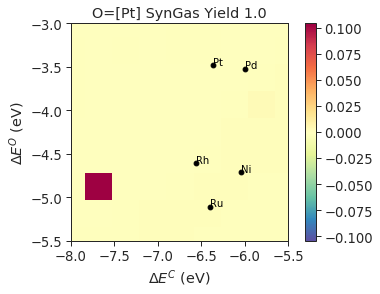 O=[Pt] SynGas Yield 1.0
−3.0
−3.5
−4.0
−4.5
−5.0
−5.5
ΔE^O (eV)
Pt
Pd
Rh
Ni
Ru
−8.0 −7.5 −7.0 −6.5 −6.0 −5.5
ΔE^C (eV)
0.100
0.075
0.050
0.025
0.000
−0.025
−0.050
−0.075
−0.100